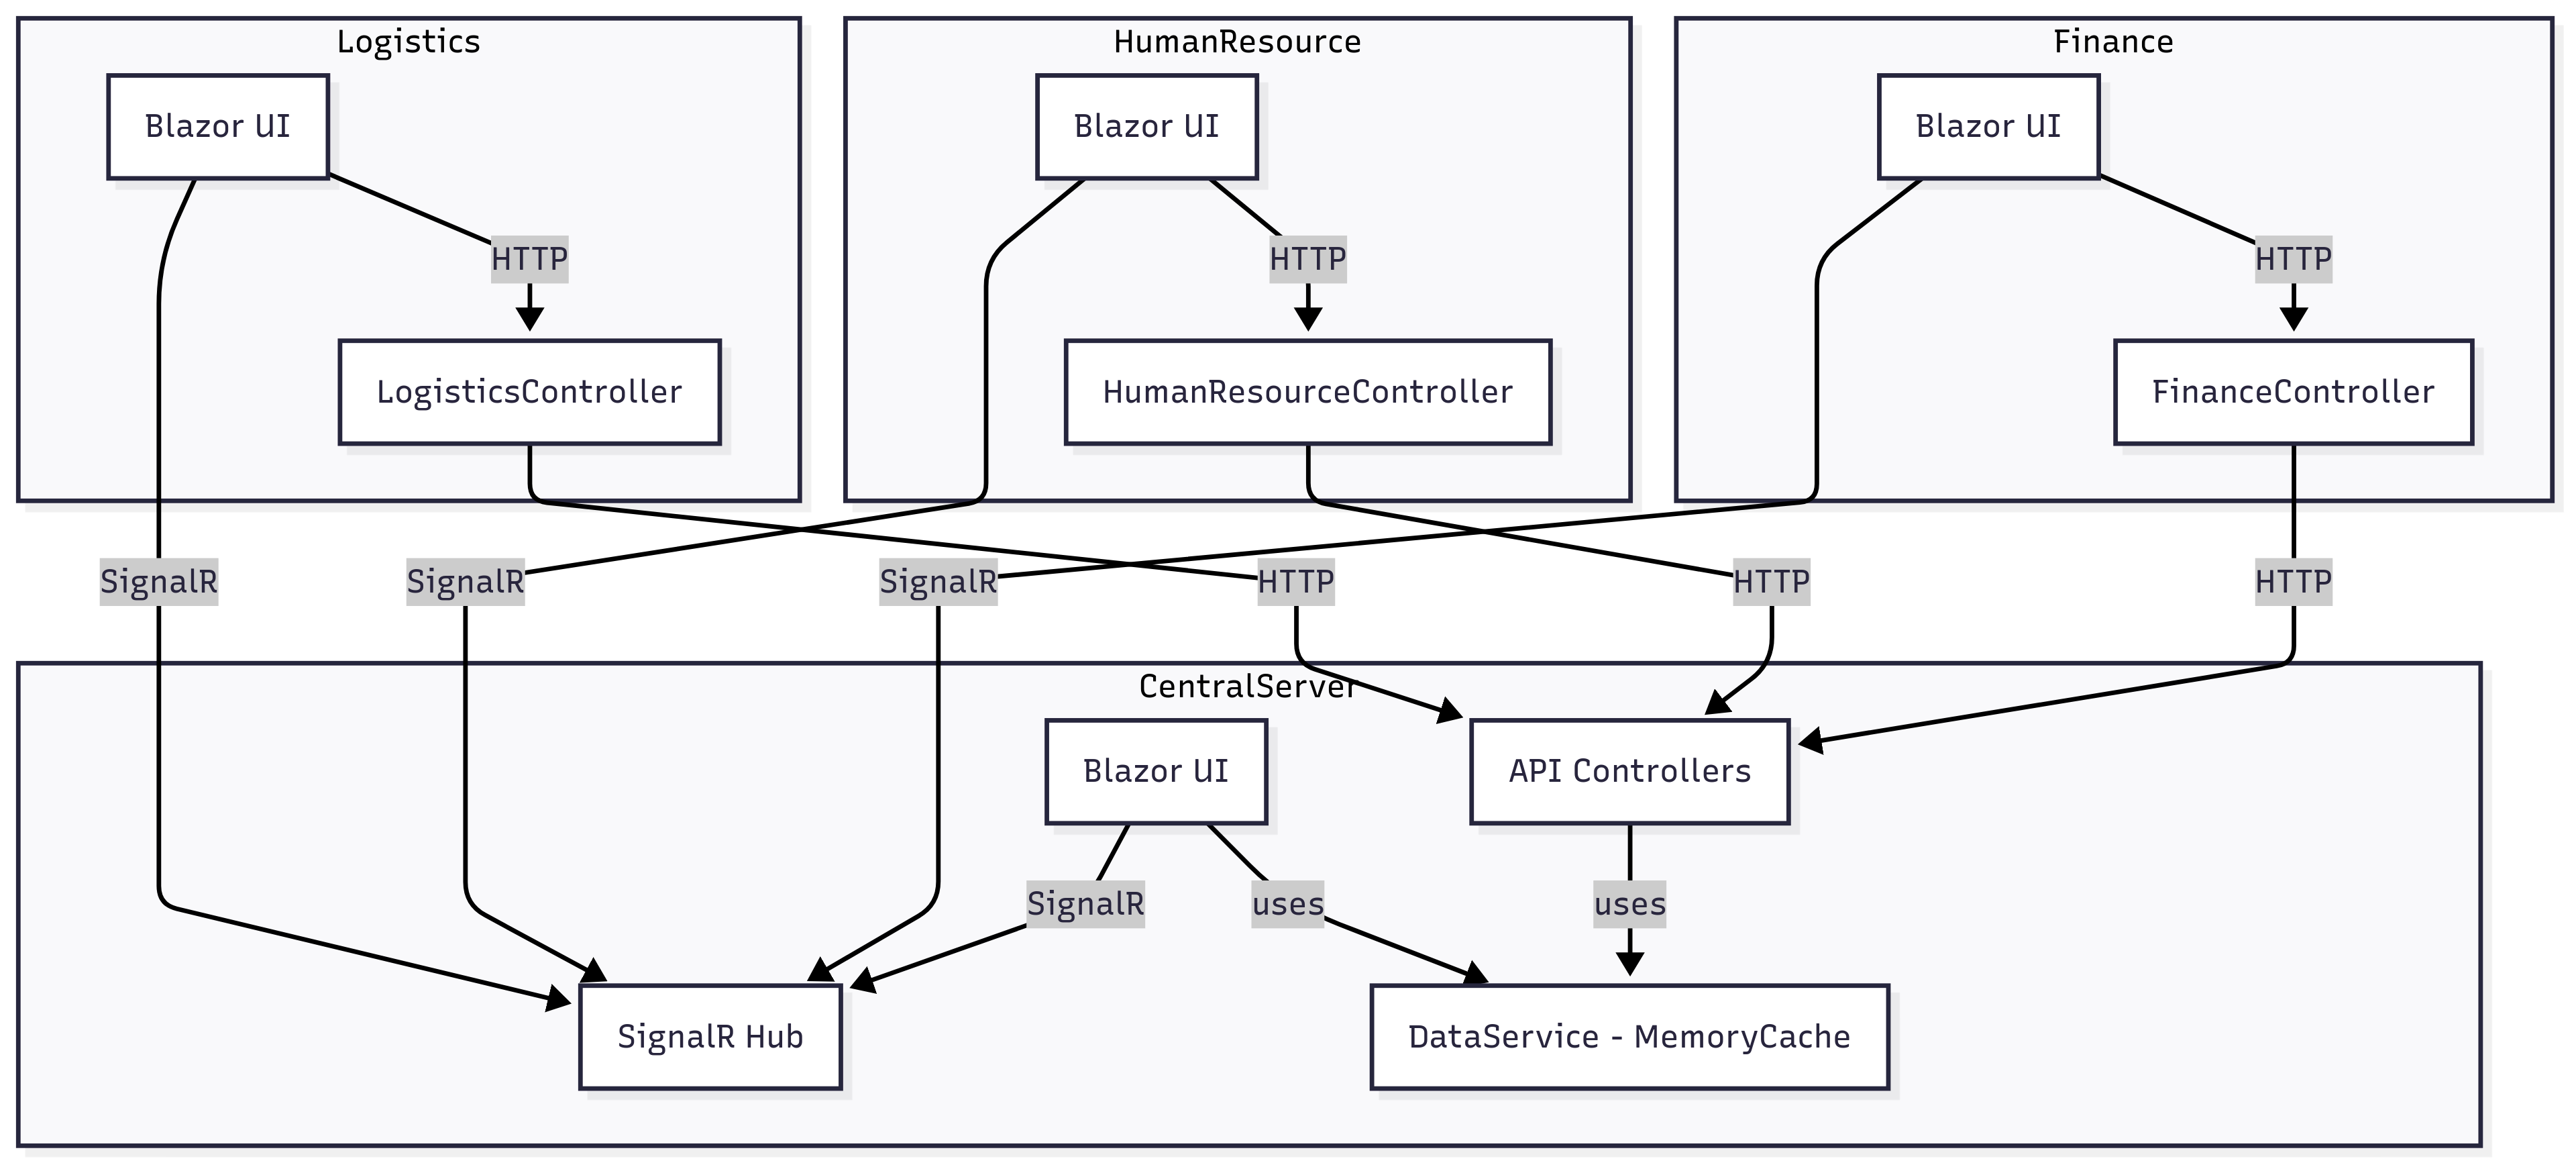 Logistics
HumanResource
Finance
Blazor UI
Blazor UI
Blazor UI
HTTP
HTTP
HTTP
LogisticsController
HumanResourceController
FinanceController
SignalR
SignalR
SignalR
HTTP
HTTP
HTTP
CentralServer
Blazor UI
API Controllers
SignalR
uses
uses
SignalR Hub
DataService - MemoryCache